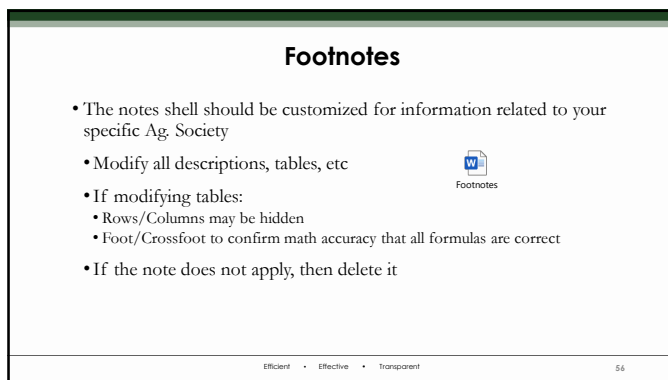 Footnotes
• The notes shell should be customized for information related to your
specific Ag. Society
• Modify all descriptions, tables, etc
W
Footnotes
• If modifying tables:
• Rows/Columns may be hidden
• Foot/Crossfoot to confirm math accuracy that all formulas are correct
• If the note does not apply, then delete it
Efficient • Effective • Transparent
56